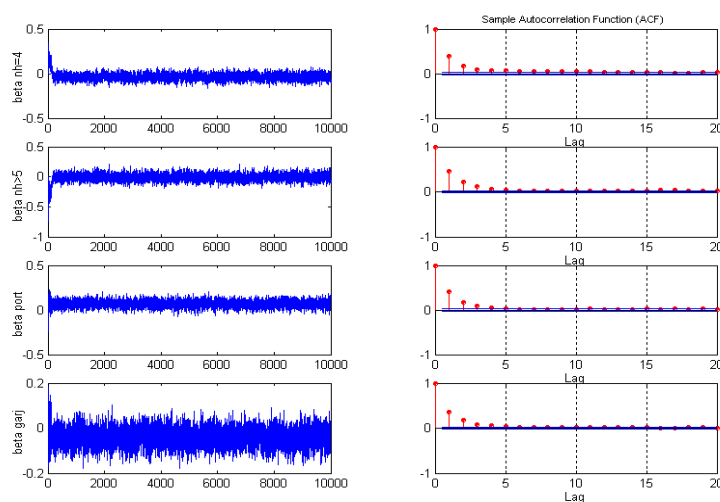 Sample Autocorrelation Function (ACF)
0.5
0
-0.5
beta nh=4
0 2000 4000 6000 8000 10000
1
0
-1
0 5 10 15 20
Lag
0.5
0
-0.5
-1
beta nh>5
0 2000 4000 6000 8000 10000
1
0
-1
0 5 10 15 20
Lag
0.5
0
-0.5
beta port
0 2000 4000 6000 8000 10000
1
0
-1
0 5 10 15 20
Lag
0.2
0
-0.2
beta garj
0 2000 4000 6000 8000 10000
1
0
-1
0 5 10 15 20
Lag